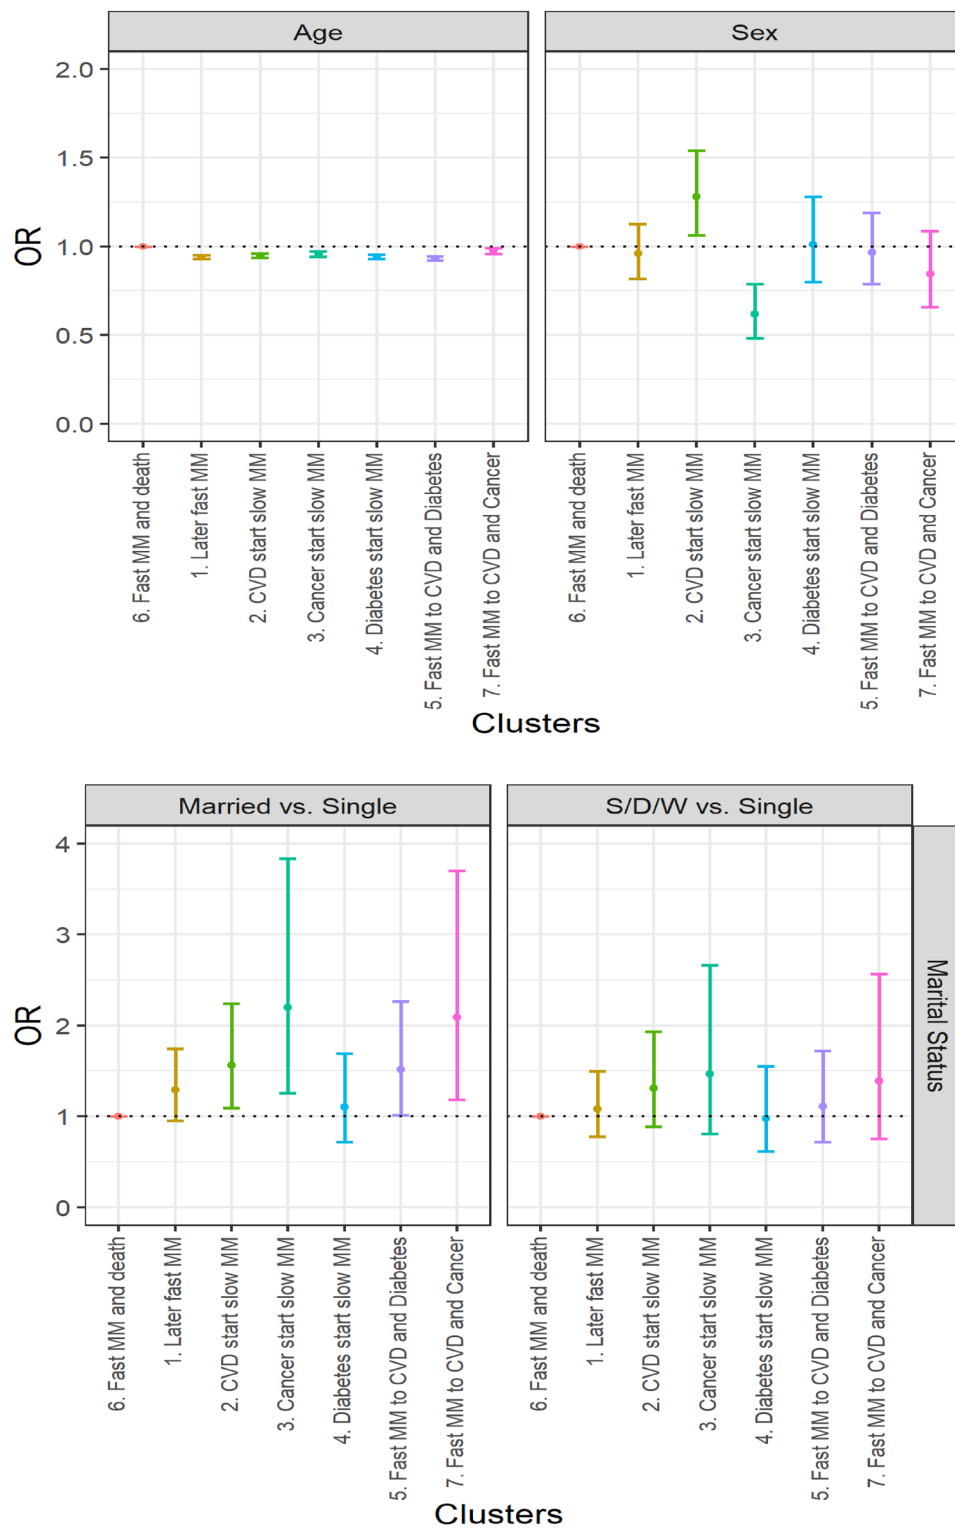 Age
Sex
2.0
1.5
1.0
0.5
0.0
OR
6. Fast MM and death
1. Later fast MM
2. CVD start slow MM
3. Cancer start slow MM
4. Diabetes start slow MM
5. Fast MM to CVD and Diabetes
7. Fast MM to CVD and Cancer
6. Fast MM and death
1. Later fast MM
2. CVD start slow MM
3. Cancer start slow MM
4. Diabetes start slow MM
5. Fast MM to CVD and Diabetes
7. Fast MM to CVD and Cancer
Clusters
Married vs. Single
S/D/W vs. Single
4
3
2
1
0
OR
Marital Status
6. Fast MM and death
1. Later fast MM
2. CVD start slow MM
3. Cancer start slow MM
4. Diabetes start slow MM
5. Fast MM to CVD and Diabetes
7. Fast MM to CVD and Cancer
6. Fast MM and death
1. Later fast MM
2. CVD start slow MM
3. Cancer start slow MM
4. Diabetes start slow MM
5. Fast MM to CVD and Diabetes
7. Fast MM to CVD and Cancer
Clusters